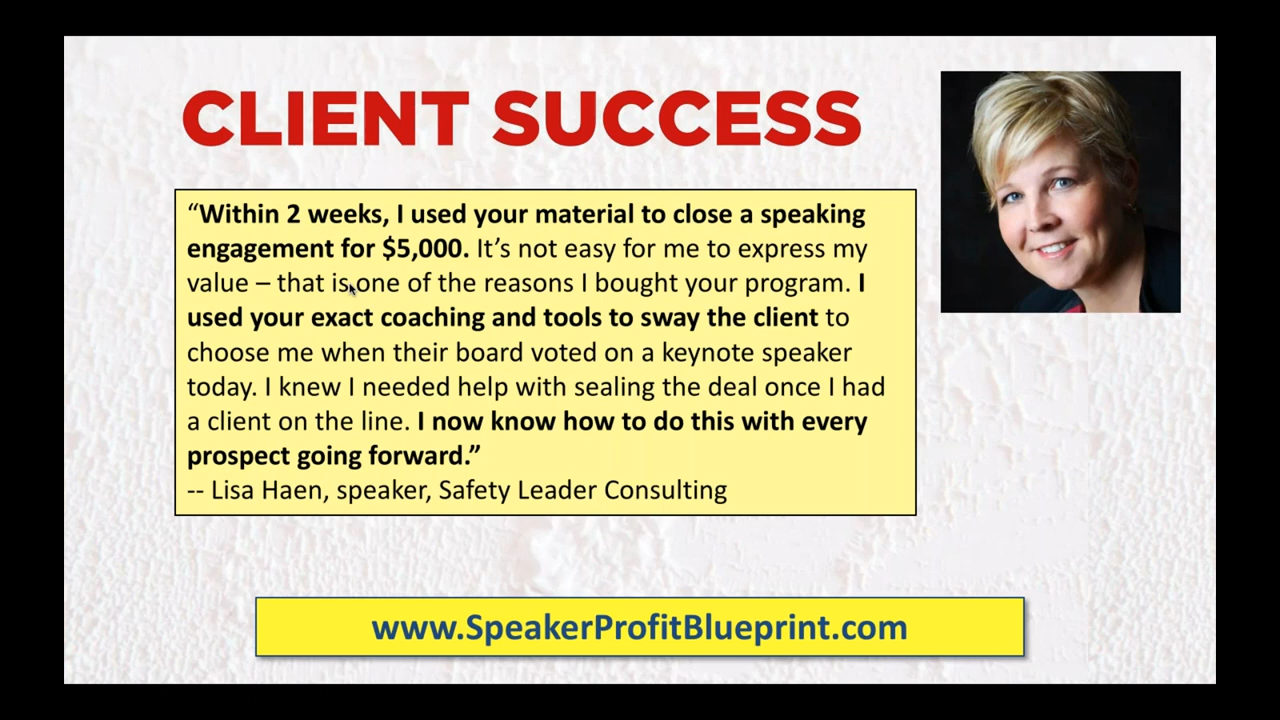 CLIENT SUCCESS
“Within 2 weeks, I used your material to close a speaking
engagement for $5,000. It’s not easy for me to express my
value – that is one of the reasons I bought your program. I
used your exact coaching and tools to sway the client to
choose me when their board voted on a keynote speaker
today. I knew I needed help with sealing the deal once I had
a client on the line. I now know how to do this with every
prospect going forward.”
-- Lisa Haen, speaker, Safety Leader Consulting
www.SpeakerProfitBlueprint.com